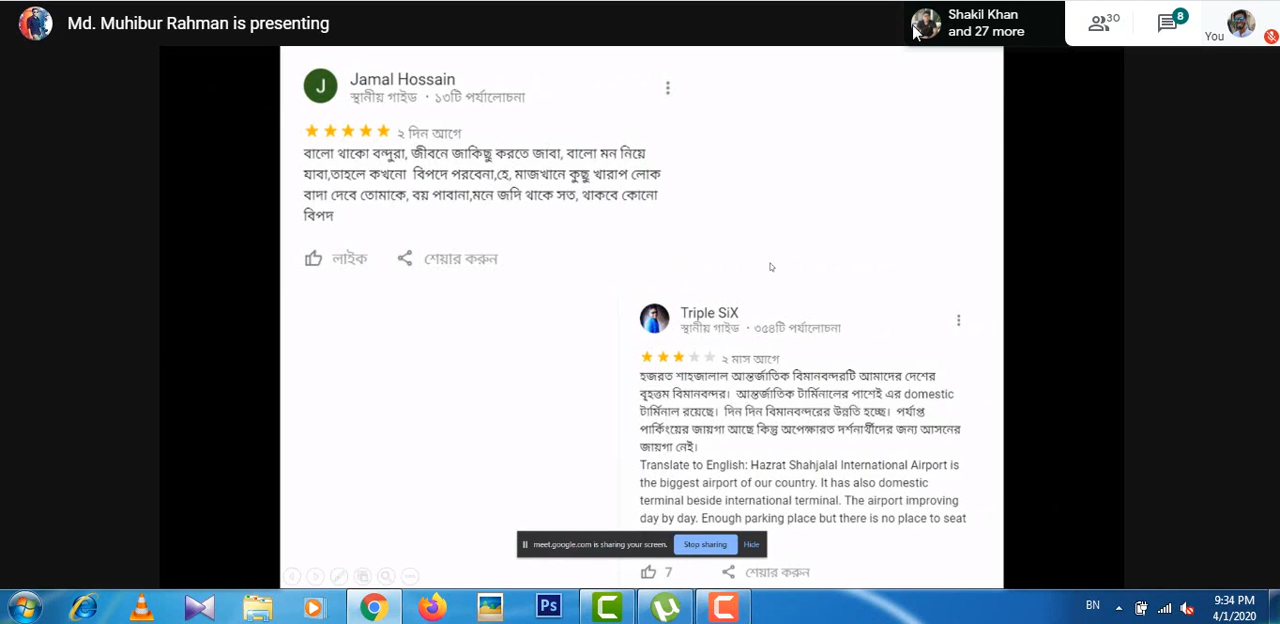 Md. Muhibur Rahman is presenting
Shakil Khan
and 27 more
30
8
You
J
Jamal Hossain
স্থানীয় গাইড · ১৩টি পর্যালোচনা
২ দিন আগে
বালো থাকো বন্দুরা, জীবনে জাকিছু করতে জাবা, বালো মন নিয়ে
যাবা,তাহলে কখনো বিপদে পরবেনা,হে, মাজখানে কুছু খারাপ লোক
বাদা দেবে তোমাকে, বয় পাবানা,মনে জদি থাকে সত, থাকবে কোনো
বিপদ
লাইক
শেয়ার করুন
Triple SiX
স্থানীয় গাইড · ৩৫৪টি পর্যালোচনা
২ মাস আগে
হজরত শাহজালাল আন্তর্জাতিক বিমানবন্দরটি আমাদের দেশের
বৃহত্তম বিমানবন্দর। আন্তর্জাতিক টার্মিনালের পাশেই এর domestic
টার্মিনাল রয়েছে। দিন দিন বিমানবন্দরের উন্নতি হচ্ছে। পর্যাপ্ত
পার্কিংয়ের জায়গা আছে কিন্তু অপেক্ষারত দর্শনার্থীদের জন্য আসনের
জায়গা নেই।
Translate to English: Hazrat Shahjalal International Airport is
the biggest airport of our country. It has also domestic
terminal beside international terminal. The airport improving
day by day. Enough parking place but there is no place to seat
meet.google.com is sharing your screen.
Stop sharing
Hide
7
শেয়ার করুন
Ps
BN
9:34 PM
4/1/2020